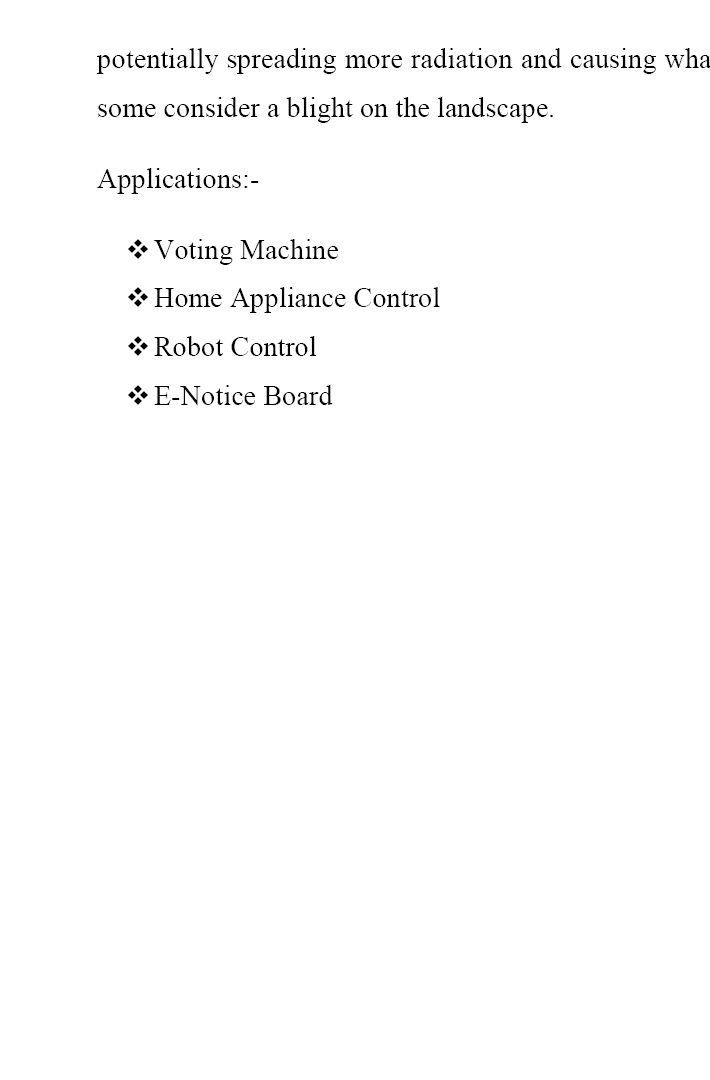 potentially spreading more radiation and causing wha
some consider a blight on the landscape.
Applications:-
❖ Voting Machine
❖ Home Appliance Control
❖ Robot Control
❖ E-Notice Board